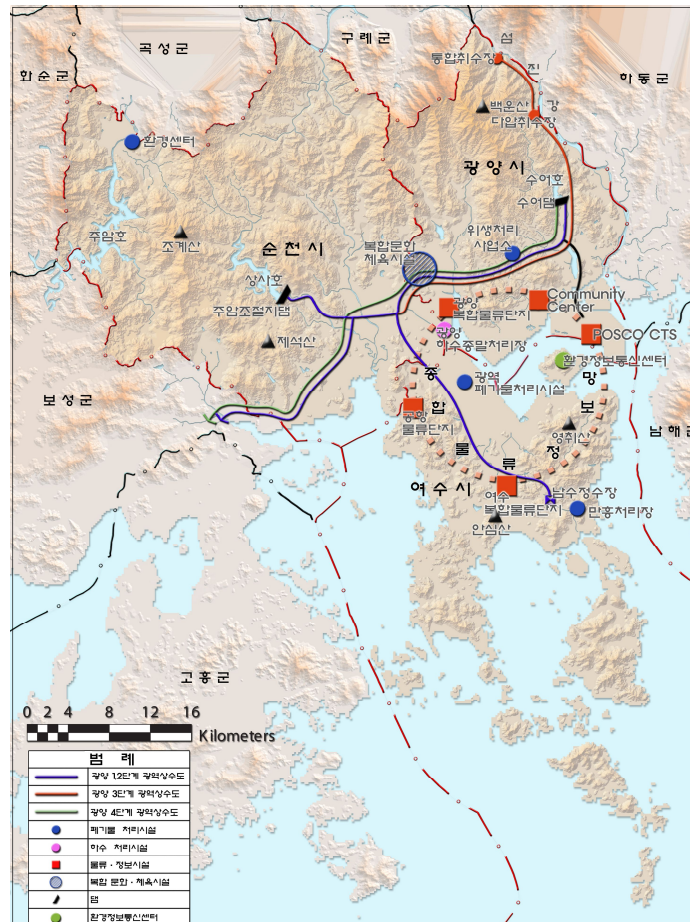 곡성군
구례군
화순군
하동군
섬
진
강
통합취수장
백운산
다압취수장
환경센터
광양시
수어호
수어댐
주암호
조계산
순천시
복합문화
체육시설
위생처리
사업소
상사호
주암조절지댐
광양
복합물류단지
Community
Center
광양
하수종말처리장
POSCO CTS
환경정보통신센터
제석산
보성군
종
합
물
류
정
보
망
광역
폐기물처리시설
공항
물류단지
영취산
남해군
여수시
여수
복합물류단지
남수정수장
만흥처리장
안심산
고흥군
0 2 4 8 12 16
Kilometers
범 례
광양 1,2단계 광역상수도
광양 3단계 광역상수도
광양 4단계 광역상수도
폐기물 처리시설
하수 처리시설
물류·정보시설
복합 문화·체육시설
댐
환경정보통신센터